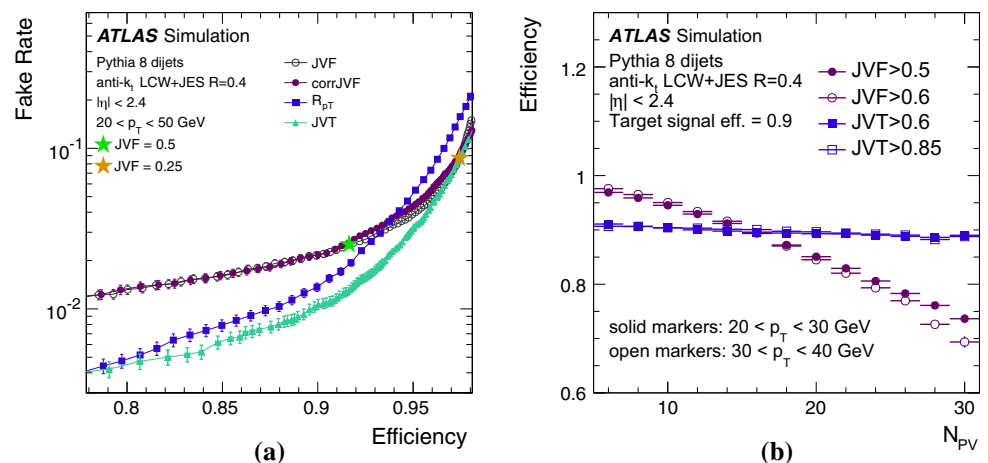 Fake Rate
ATLAS Simulation
Pythia 8 dijets
anti-kt LCW+JES R=0.4
|η| < 2.4
20 < pT < 50 GeV
JVF = 0.5
JVF = 0.25
JVF
corrJVF
RpT
JVT
10-1
10-2
0.8
0.85
0.9
0.95
Efficiency
(a)
Efficiency
ATLAS Simulation
Pythia 8 dijets
anti-kt LCW+JES R=0.4
|η| < 2.4
Target signal eff. = 0.9
JVF>0.5
JVF>0.6
JVT>0.6
JVT>0.85
1.2
1
0.8
0.6
solid markers: 20 < pT < 30 GeV
open markers: 30 < pT < 40 GeV
10
20
30
NPV
(b)